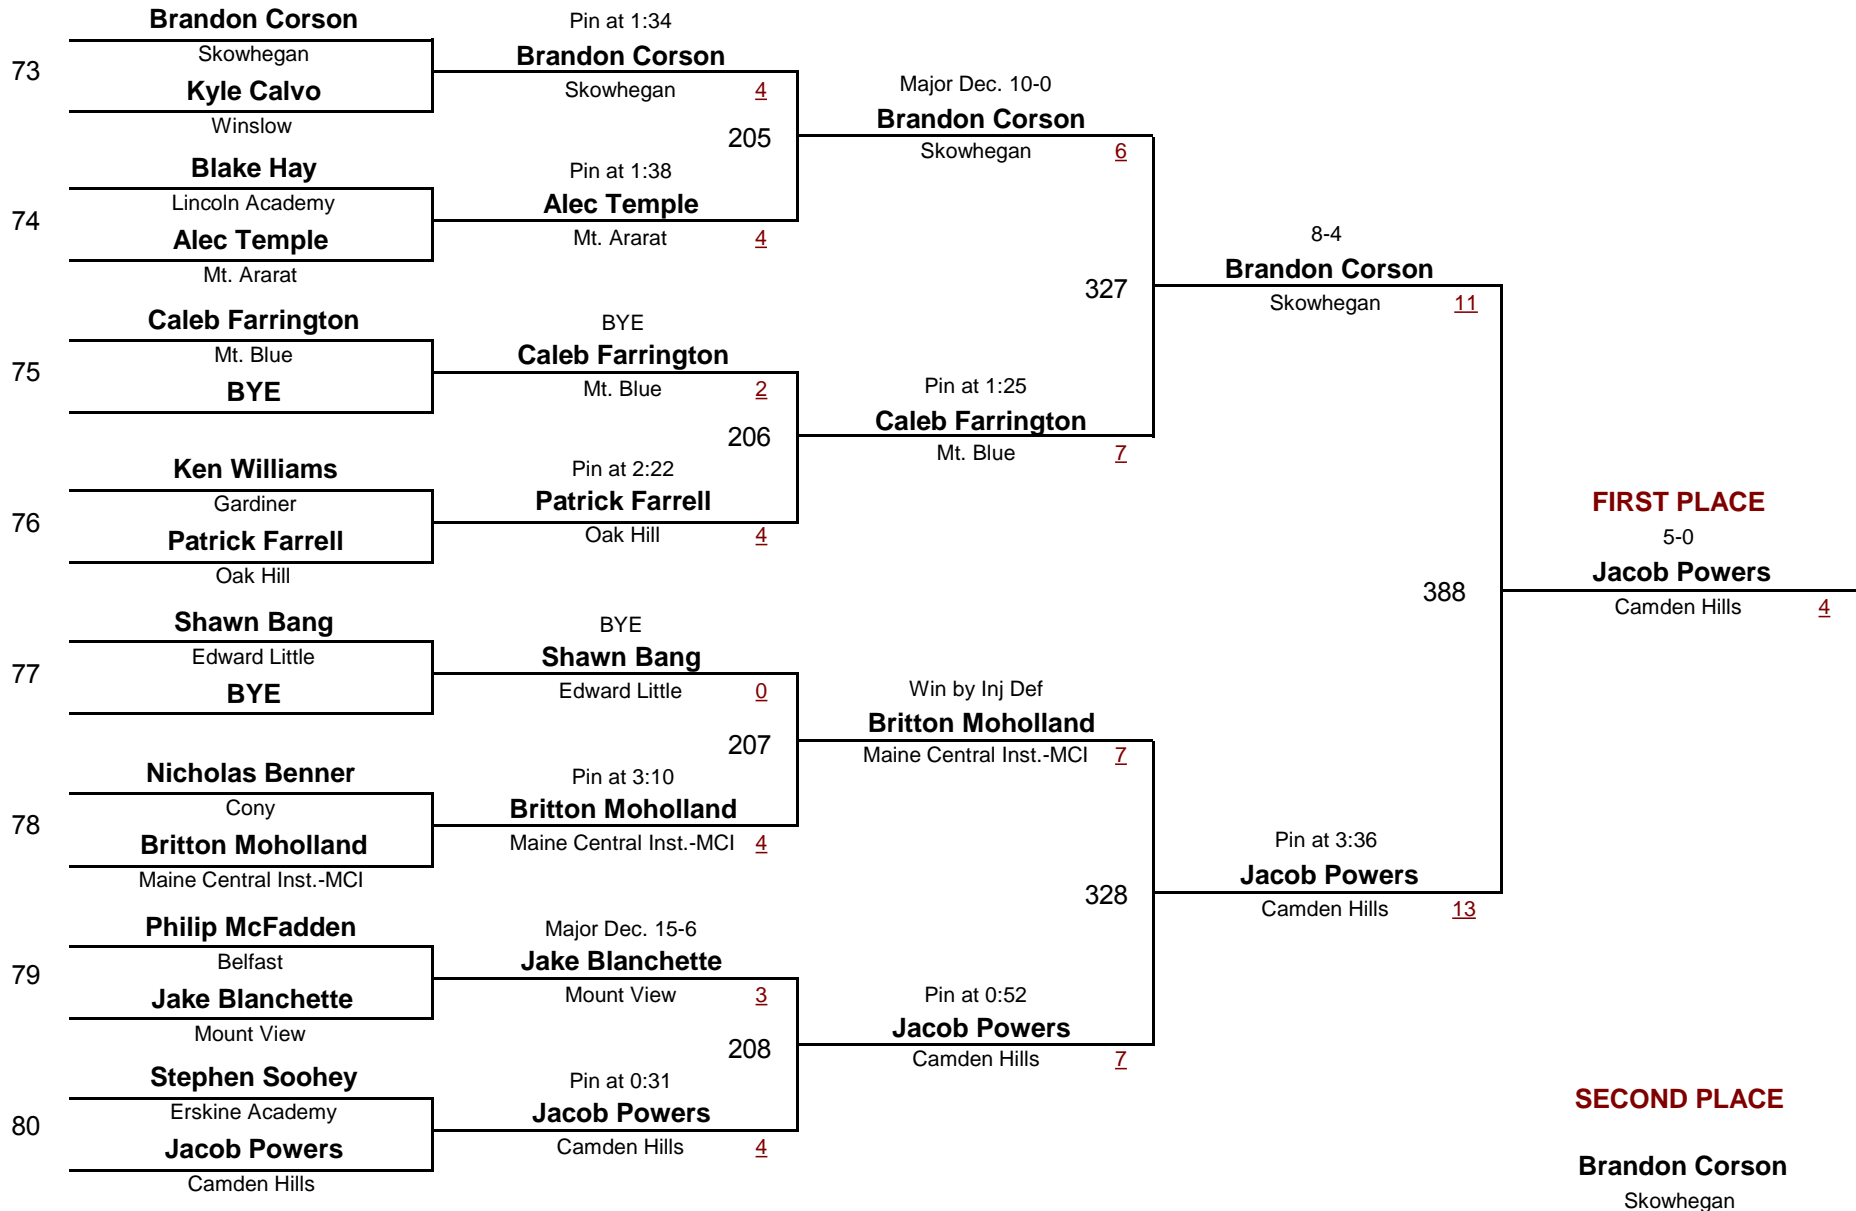 Brandon Corson
Skowhegan
73
Kyle Calvo
Winslow
Blake Hay
Lincoln Academy
74
Alec Temple
Mt. Ararat
Caleb Farrington
Mt. Blue
75
BYE
Ken Williams
Gardiner
76
Patrick Farrell
Oak Hill
Shawn Bang
Edward Little
77
BYE
Nicholas Benner
Cony
78
Britton Moholland
Maine Central Inst.-MCI
Philip McFadden
Belfast
79
Jake Blanchette
Mount View
Stephen Soohey
Erskine Academy
80
Jacob Powers
Camden Hills
Pin at 1:34
Brandon Corson
Skowhegan 4
205
Pin at 1:38
Alec Temple
Mt. Ararat 4
BYE
Caleb Farrington
Mt. Blue 2
206
Pin at 2:22
Patrick Farrell
Oak Hill 4
BYE
Shawn Bang
Edward Little 0
207
Pin at 3:10
Britton Moholland
Maine Central Inst.-MCI 4
Major Dec. 15-6
Jake Blanchette
Mount View 3
208
Pin at 0:31
Jacob Powers
Camden Hills 4
Major Dec. 10-0
Brandon Corson
Skowhegan 6
327
Pin at 1:25
Caleb Farrington
Mt. Blue 7
Win by Inj Def
Britton Moholland
Maine Central Inst.-MCI 7
328
Pin at 0:52
Jacob Powers
Camden Hills 7
8-4
Brandon Corson
Skowhegan 11
388
Pin at 3:36
Jacob Powers
Camden Hills 13
FIRST PLACE
5-0
Jacob Powers
Camden Hills 4
SECOND PLACE
Brandon Corson
Skowhegan